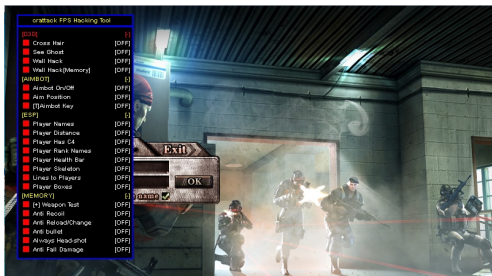 crattack FPS Hacking Tool
[D3D] [-]
Cross Hair [OFF]
See Ghost [OFF]
Wall Hack [OFF]
Wall Hack[Memory] [OFF]
[AIMBOT] [-]
Aimbot On/Off [OFF]
Aim Position [OFF]
[T]Aimbot Key [OFF]
[ESP] [-]
Player Names [OFF]
Player Distance [OFF]
Player Has C4 [OFF]
Player Rank Names [OFF]
Player Health Bar [OFF]
Player Skeleton [OFF]
Lines to Players [OFF]
Player Boxes [OFF]
[MEMORY] [-]
[+] Weapon Test [OFF]
Anti Recoil [OFF]
Anti Reload/Change [OFF]
Anti bullet [OFF]
Always Head-shot [OFF]
Anti Fall Damage [OFF]
Exit
OK
name